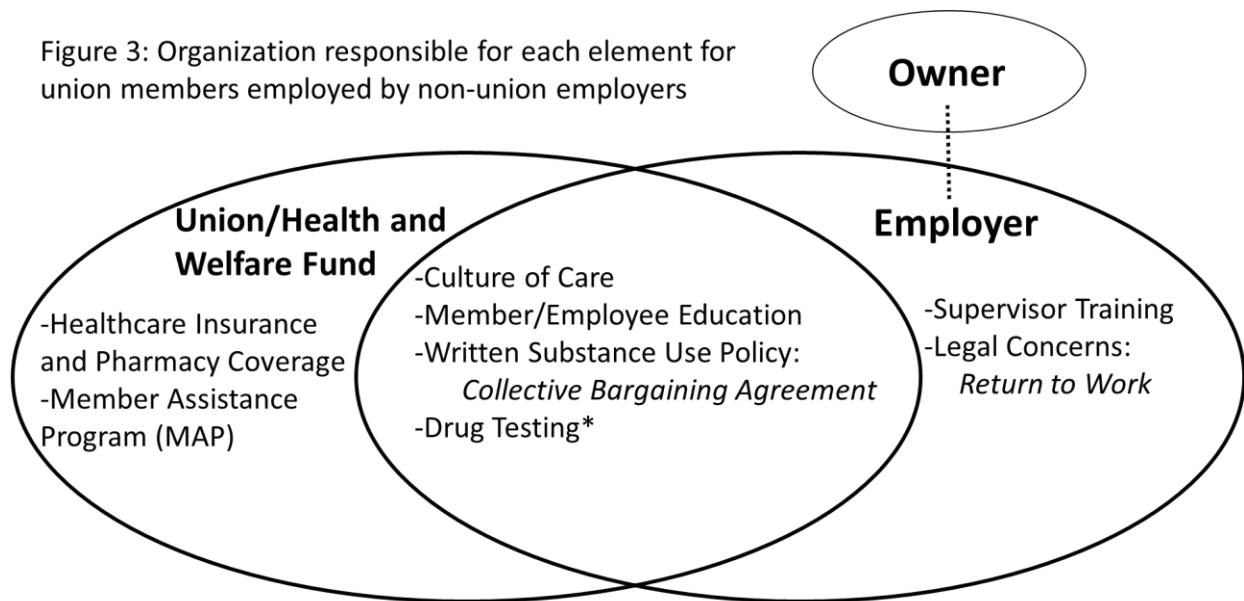 Figure 3: Organization responsible for each element for
union members employed by non-union employers
Owner
Union/Health and
Welfare Fund
-Healthcare Insurance
and Pharmacy Coverage
-Member Assistance
Program (MAP)
-Culture of Care
-Member/Employee Education
-Written Substance Use Policy:
Collective Bargaining Agreement
-Drug Testing*
Employer
-Supervisor Training
-Legal Concerns:
Return to Work